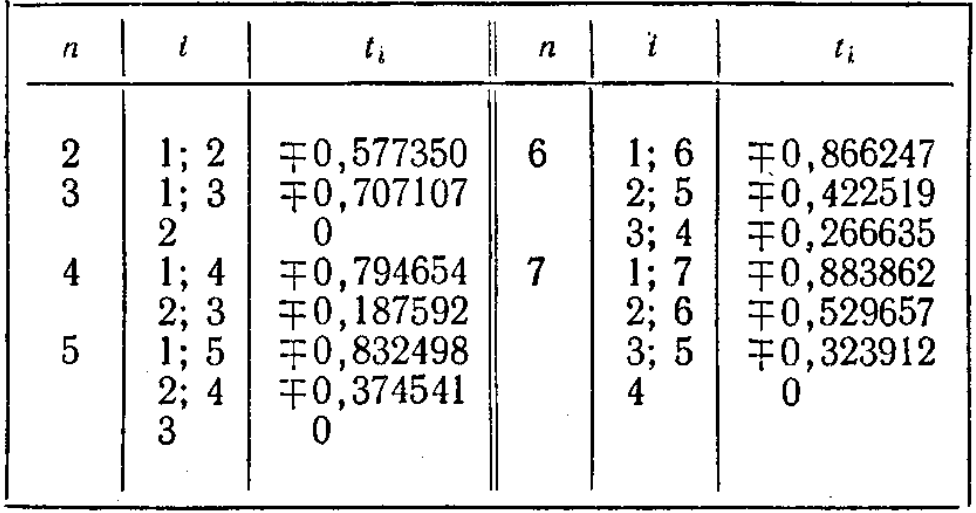 n i t_i n i t_i
2 1; 2 ∓0,577350 6 1; 6 ∓0,866247
3 1; 3 ∓0,707107 2; 5 ∓0,422519
2 0 3; 4 ∓0,266635
4 1; 4 ∓0,794654 7 1; 7 ∓0,883862
2; 3 ∓0,187592 2; 6 ∓0,529657
5 1; 5 ∓0,832498 3; 5 ∓0,323912
2; 4 ∓0,374541 4 0
3 0